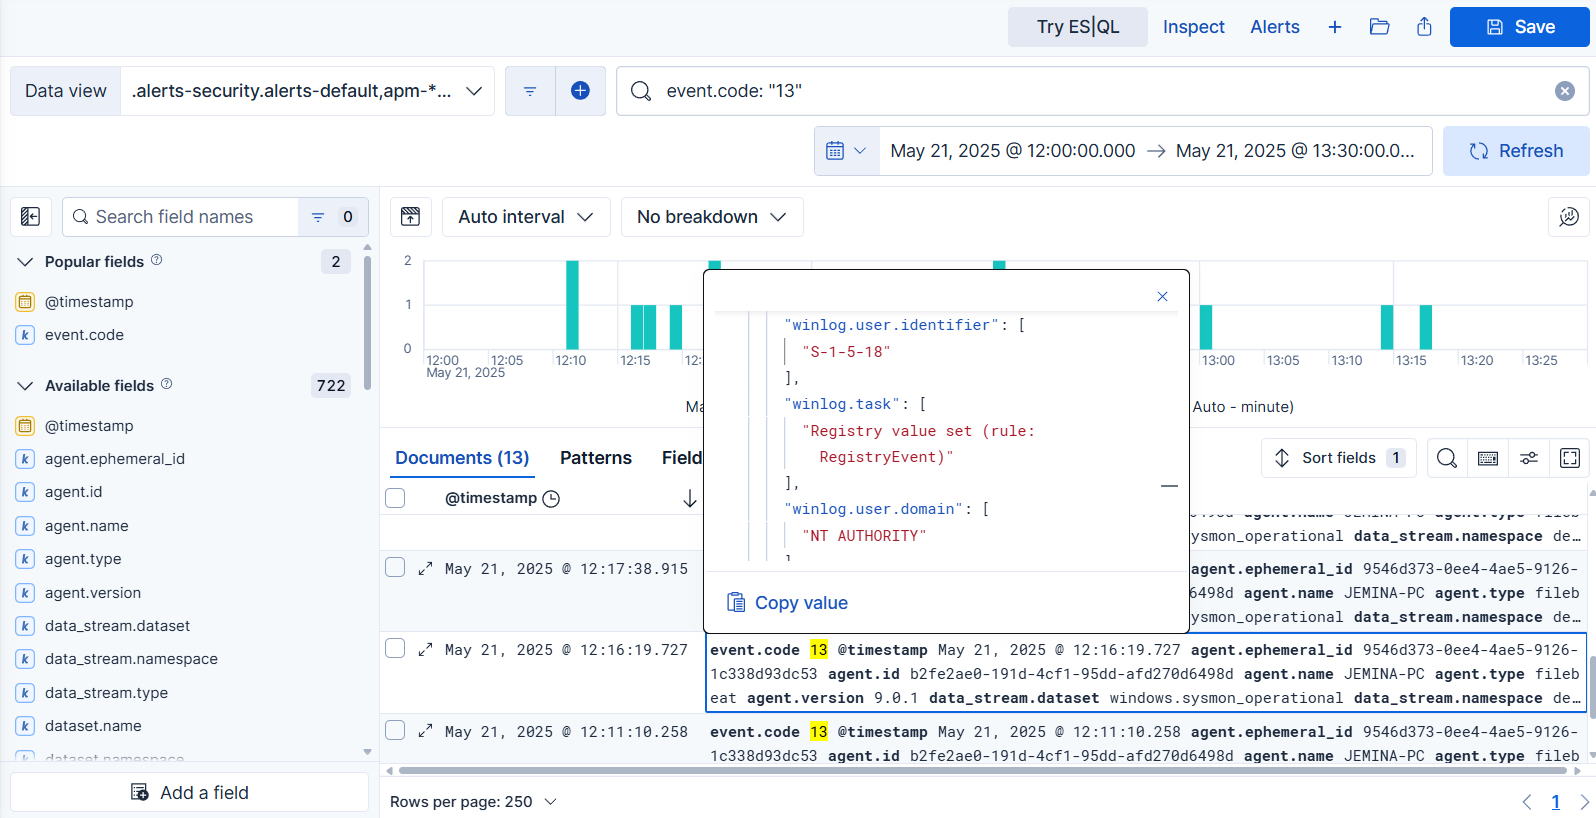 Try ES|QL Inspect Alerts + Save
Data view .alerts-security.alerts-default,apm-*... event.code: "13"
May 21, 2025 @ 12:00:00.000 → May 21, 2025 @ 13:30:00.0... Refresh
Search field names 0
Auto interval No breakdown
Popular fields 2
@timestamp
event.code
Available fields 722
@timestamp
agent.ephemeral_id
agent.id
agent.name
agent.type
agent.version
data_stream.dataset
data_stream.namespace
data_stream.type
dataset.name
dataset.namespace
Add a field
2
1
0
12:00 12:05 12:10 12:15 12: 13:00 13:05 13:10 13:15 13:20 13:25
May 21, 2025
Auto - minute)
Documents (13) Patterns Field
Sort fields 1
@timestamp
"winlog.user.identifier": [
"S-1-5-18"
],
"winlog.task": [
"Registry value set (rule:
RegistryEvent)"
],
"winlog.user.domain": [
"NT AUTHORITY"
]
Copy value
ysmon_operational data_stream.namespace de...
May 21, 2025 @ 12:17:38.915
agent.ephemeral_id 9546d373-0ee4-4ae5-9126-
6498d agent.name JEMINA-PC agent.type fileb
ysmon_operational data_stream.namespace de...
May 21, 2025 @ 12:16:19.727
event.code 13 @timestamp May 21, 2025 @ 12:16:19.727 agent.ephemeral_id 9546d373-0ee4-4ae5-9126-
1c338d93dc53 agent.id b2fe2ae0-191d-4cf1-95dd-afd270d6498d agent.name JEMINA-PC agent.type fileb
eat agent.version 9.0.1 data_stream.dataset windows.sysmon_operational data_stream.namespace de...
May 21, 2025 @ 12:11:10.258
event.code 13 @timestamp May 21, 2025 @ 12:11:10.258 agent.ephemeral_id 9546d373-0ee4-4ae5-9126-
1c338d93dc53 agent.id b2fe2ae0-191d-4cf1-95dd-afd270d6498d agent.name JEMINA-PC agent.type fileb
Rows per page: 250
1